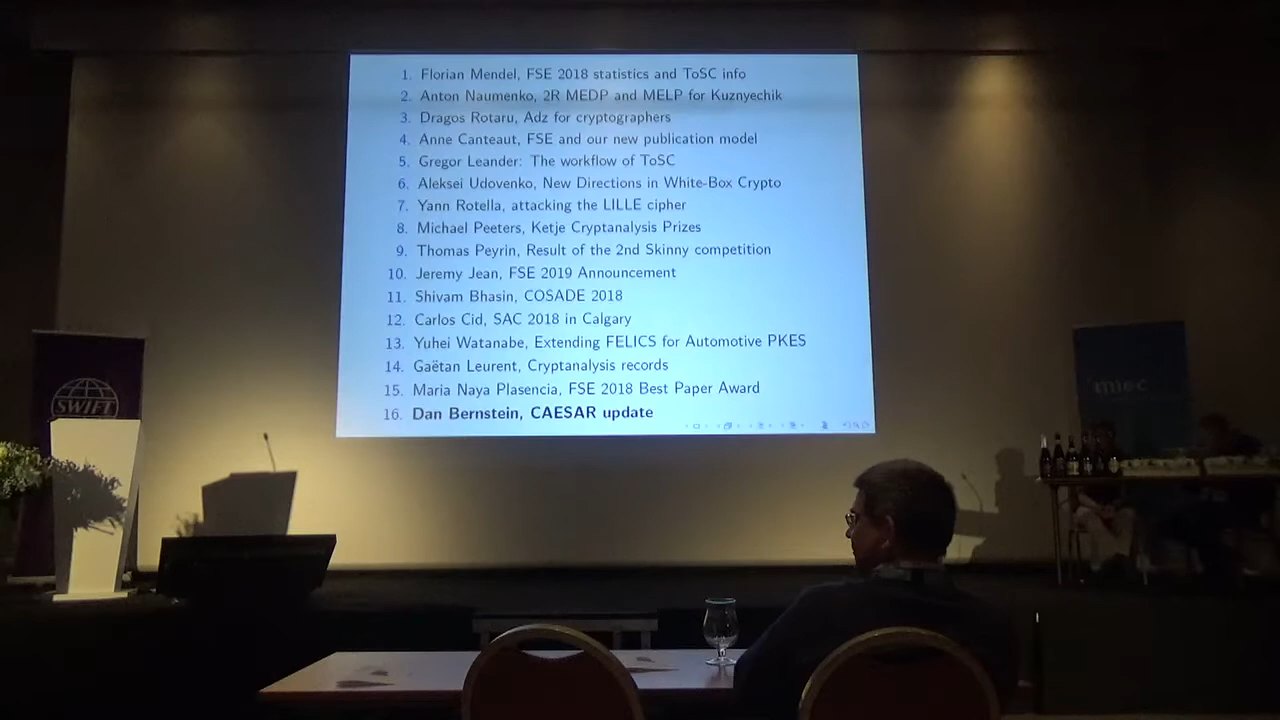 1. Florian Mendel, FSE 2018 statistics and ToSC info
2. Anton Naumenko, 2R MEDP and MELP for Kuznyechik
3. Dragos Rotaru, Adz for cryptographers
4. Anne Canteaut, FSE and our new publication model
5. Gregor Leander: The workflow of ToSC
6. Aleksei Udovenko, New Directions in White-Box Crypto
7. Yann Rotella, attacking the LILLE cipher
8. Michael Peeters, Ketje Cryptanalysis Prizes
9. Thomas Peyrin, Result of the 2nd Skinny competition
10. Jeremy Jean, FSE 2019 Announcement
11. Shivam Bhasin, COSADE 2018
12. Carlos Cid, SAC 2018 in Calgary
13. Yuhei Watanabe, Extending FELICS for Automotive PKES
14. Gaëtan Leurent, Cryptanalysis records
15. Maria Naya Plasencia, FSE 2018 Best Paper Award
16. Dan Bernstein, CAESAR update
SWIFT
imec